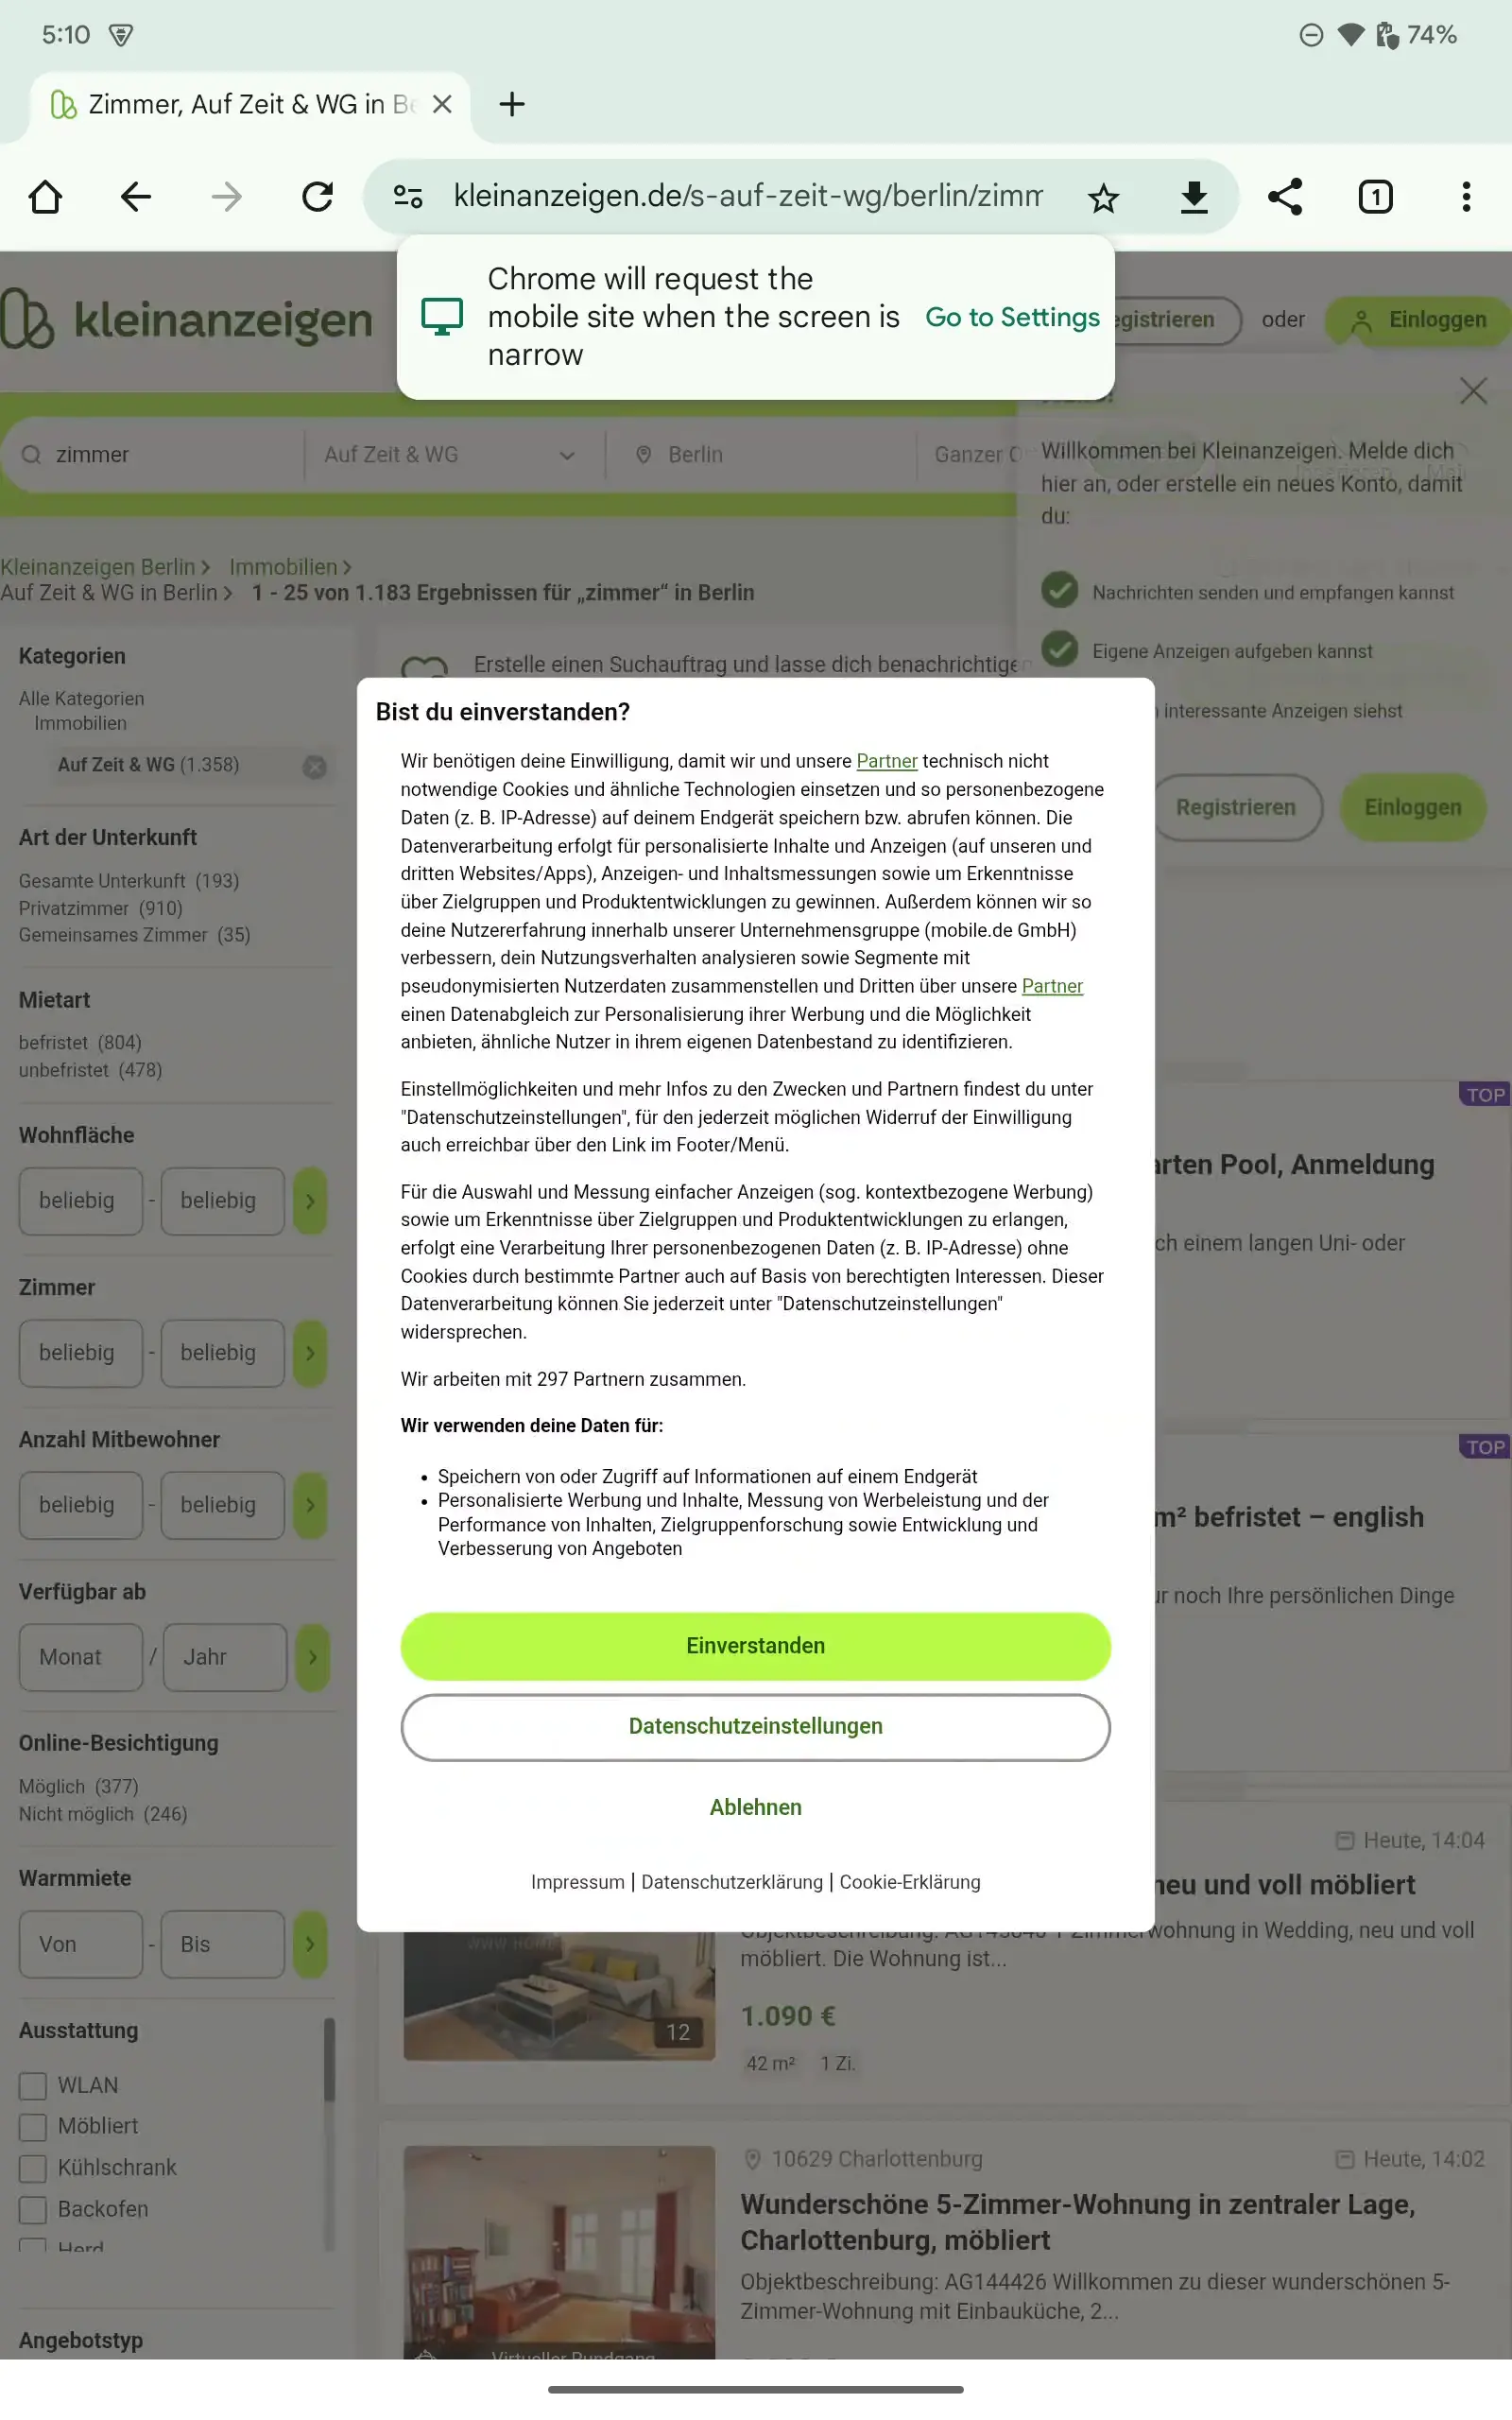 5:10
74%
Zimmer, Auf Zeit & WG in Be
kleinanzeigen.de/s-auf-zeit-wg/berlin/zimm
1
Chrome will request the
mobile site when the screen is
narrow
Go to Settings
kleinanzeigen
egistrieren
oder
Einloggen
zimmer
Auf Zeit & WG
Berlin
Ganzer O
Willkommen bei Kleinanzeigen. Melde dich
hier an, oder erstelle ein neues Konto, damit
du:
Nachrichten senden und empfangen kannst
Eigene Anzeigen aufgeben kannst
) interessante Anzeigen siehst
Registrieren
Einloggen
Kleinanzeigen Berlin > Immobilien >
Auf Zeit & WG in Berlin > 1 - 25 von 1.183 Ergebnissen für „zimmer“ in Berlin
Erstelle einen Suchauftrag und lasse dich benachrichtigen
Kategorien
Alle Kategorien
Immobilien
Auf Zeit & WG (1.358)
Art der Unterkunft
Gesamte Unterkunft (193)
Privatzimmer (910)
Gemeinsames Zimmer (35)
Mietart
befristet (804)
unbefristet (478)
Wohnfläche
beliebig - beliebig
Zimmer
beliebig - beliebig
Anzahl Mitbewohner
beliebig - beliebig
Verfügbar ab
Monat / Jahr
Online-Besichtigung
Möglich (377)
Nicht möglich (246)
Warmmiete
Von - Bis
Ausstattung
WLAN
Möbliert
Kühlschrank
Backofen
Herd
Angebotstyp
Bist du einverstanden?
Wir benötigen deine Einwilligung, damit wir und unsere Partner technisch nicht
notwendige Cookies und ähnliche Technologien einsetzen und so personenbezogene
Daten (z. B. IP-Adresse) auf deinem Endgerät speichern bzw. abrufen können. Die
Datenverarbeitung erfolgt für personalisierte Inhalte und Anzeigen (auf unseren und
dritten Websites/Apps), Anzeigen- und Inhaltsmessungen sowie um Erkenntnisse
über Zielgruppen und Produktentwicklungen zu gewinnen. Außerdem können wir so
deine Nutzererfahrung innerhalb unserer Unternehmensgruppe (mobile.de GmbH)
verbessern, dein Nutzungsverhalten analysieren sowie Segmente mit
pseudonymisierten Nutzerdaten zusammenstellen und Dritten über unsere Partner
einen Datenabgleich zur Personalisierung ihrer Werbung und die Möglichkeit
anbieten, ähnliche Nutzer in ihrem eigenen Datenbestand zu identifizieren.
Einstellmöglichkeiten und mehr Infos zu den Zwecken und Partnern findest du unter
"Datenschutzeinstellungen", für den jederzeit möglichen Widerruf der Einwilligung
auch erreichbar über den Link im Footer/Menü.
Für die Auswahl und Messung einfacher Anzeigen (sog. kontextbezogene Werbung)
sowie um Erkenntnisse über Zielgruppen und Produktentwicklungen zu erlangen,
erfolgt eine Verarbeitung Ihrer personenbezogenen Daten (z. B. IP-Adresse) ohne
Cookies durch bestimmte Partner auch auf Basis von berechtigten Interessen. Dieser
Datenverarbeitung können Sie jederzeit unter "Datenschutzeinstellungen"
widersprechen.
Wir arbeiten mit 297 Partnern zusammen.
Wir verwenden deine Daten für:
• Speichern von oder Zugriff auf Informationen auf einem Endgerät
• Personalisierte Werbung und Inhalte, Messung von Werbeleistung und der
Performance von Inhalten, Zielgruppenforschung sowie Entwicklung und
Verbesserung von Angeboten
Einverstanden
Datenschutzeinstellungen
Ablehnen
Impressum | Datenschutzerklärung | Cookie-Erklärung
TOP
arten Pool, Anmeldung
ch einem langen Uni- oder
TOP
m² befristet – english
ur noch Ihre persönlichen Dinge
Heute, 14:04
neu und voll möbliert
wohnung in Wedding, neu und voll
möbliert. Die Wohnung ist...
1.090 €
42 m² 1 Zi.
12
10629 Charlottenburg
Heute, 14:02
Wunderschöne 5-Zimmer-Wohnung in zentraler Lage,
Charlottenburg, möbliert
Objektbeschreibung: AG144426 Willkommen zu dieser wunderschönen 5-
Zimmer-Wohnung mit Einbauküche, 2...
Virtueller Rundgang